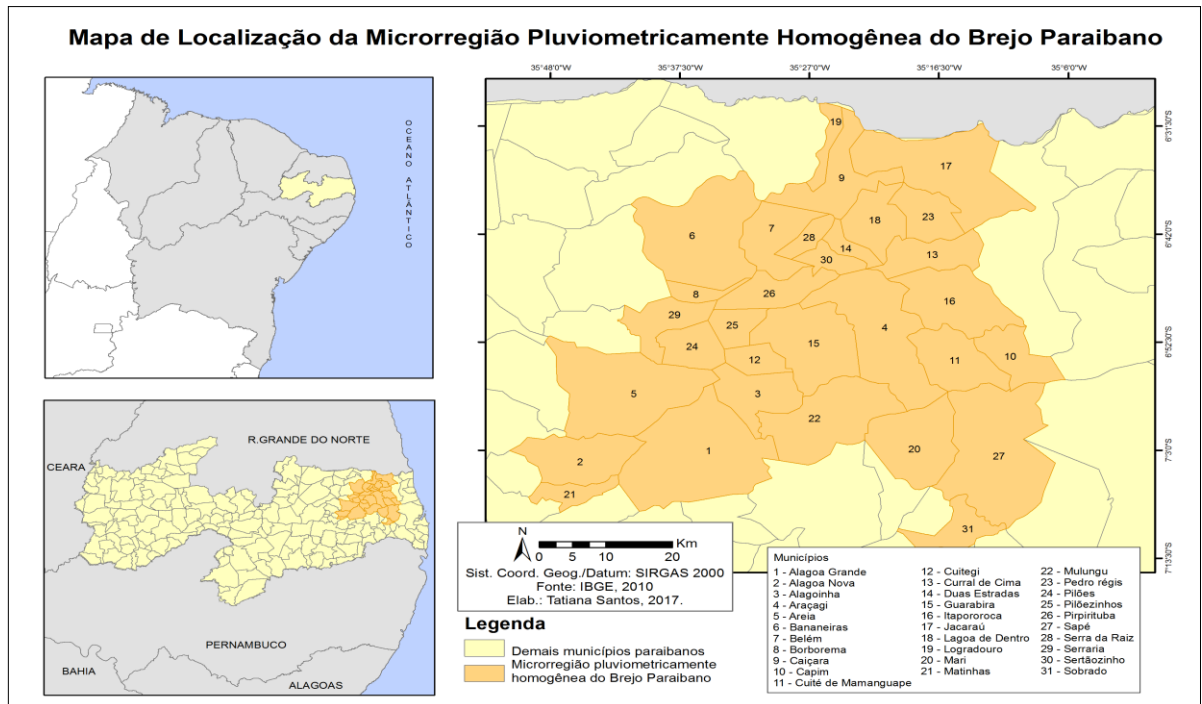 Mapa de Localização da Microrregião Pluviometricamente Homogênea do Brejo Paraibano
OCEANO ATLÂNTICO
R.GRANDE DO NORTE
CEARA
PERNAMBUCO
BAHIA
ALAGOAS
35°48'0"W 35°37'30"W 35°27'0"W 35°16'30"W 35°6'0"W
6°31'30"S
6°42'0"S
6°52'30"S
7°3'0"S
7°13'30"S
19
17
9
18
23
7
28
6
14
13
30
8
26
16
29
25
4
24
15
12
11
10
5
3
22
1
20
27
2
21
31
N
0 5 10 20 Km
Sist. Coord. Geog./Datum: SIRGAS 2000
Fonte: IBGE, 2010
Elab.: Tatiana Santos, 2017.
Legenda
Demais municípios paraibanos
Microrregião pluviometricamente
homogênea do Brejo Paraibano
Municípios
1 - Alagoa Grande
2 - Alagoa Nova
3 - Alagoinha
4 - Araçagi
5 - Areia
6 - Bananeiras
7 - Belém
8 - Borborema
9 - Caiçara
10 - Capim
11 - Cuité de Mamanguape
12 - Cuitegi
13 - Curral de Cima
14 - Duas Estradas
15 - Guarabira
16 - Itapororoca
17 - Jacaraú
18 - Lagoa de Dentro
19 - Logradouro
20 - Mari
21 - Matinhas
22 - Mulungu
23 - Pedro régis
24 - Pilões
25 - Pilõezinhos
26 - Pirpirituba
27 - Sapé
28 - Serra da Raiz
29 - Serraria
30 - Sertãozinho
31 - Sobrado